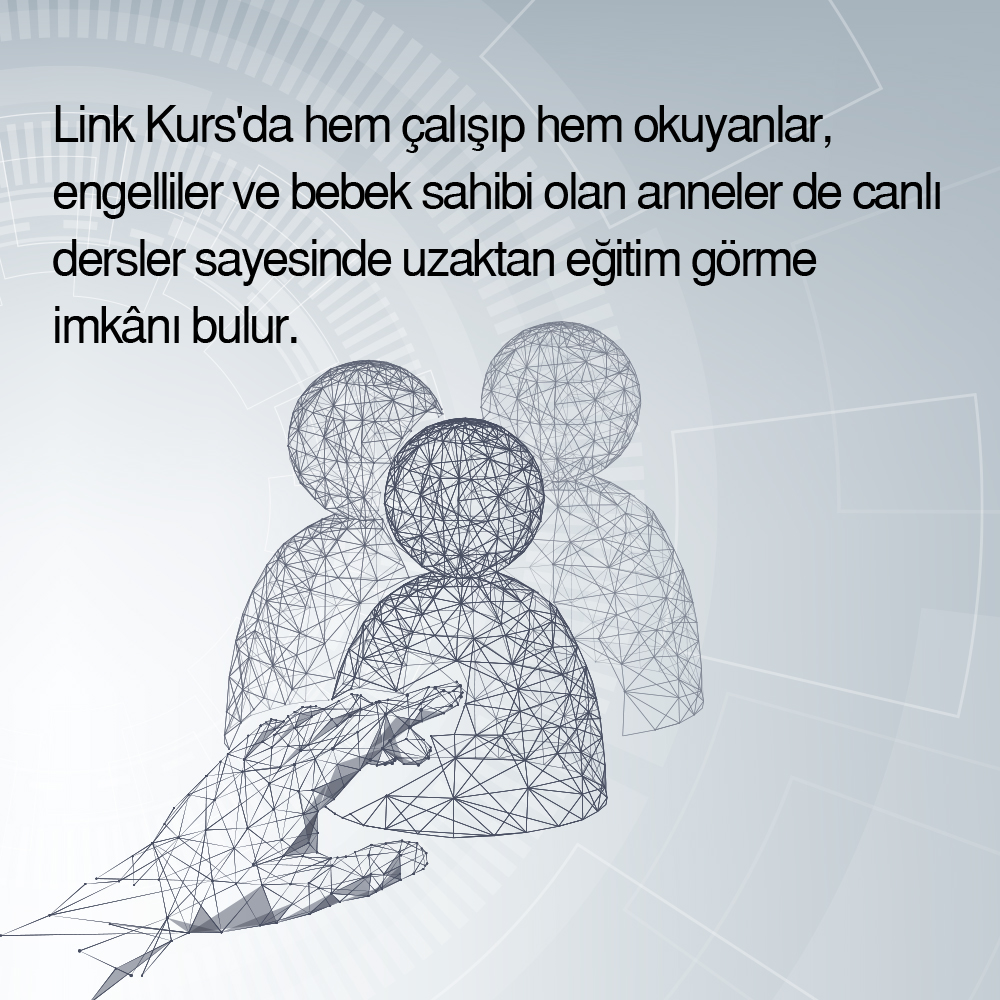 Link Kurs'da hem çalışıp hem okuyanlar,
engelliler ve bebek sahibi olan anneler de canlı
dersler sayesinde uzaktan eğitim görme
imkânı bulur.